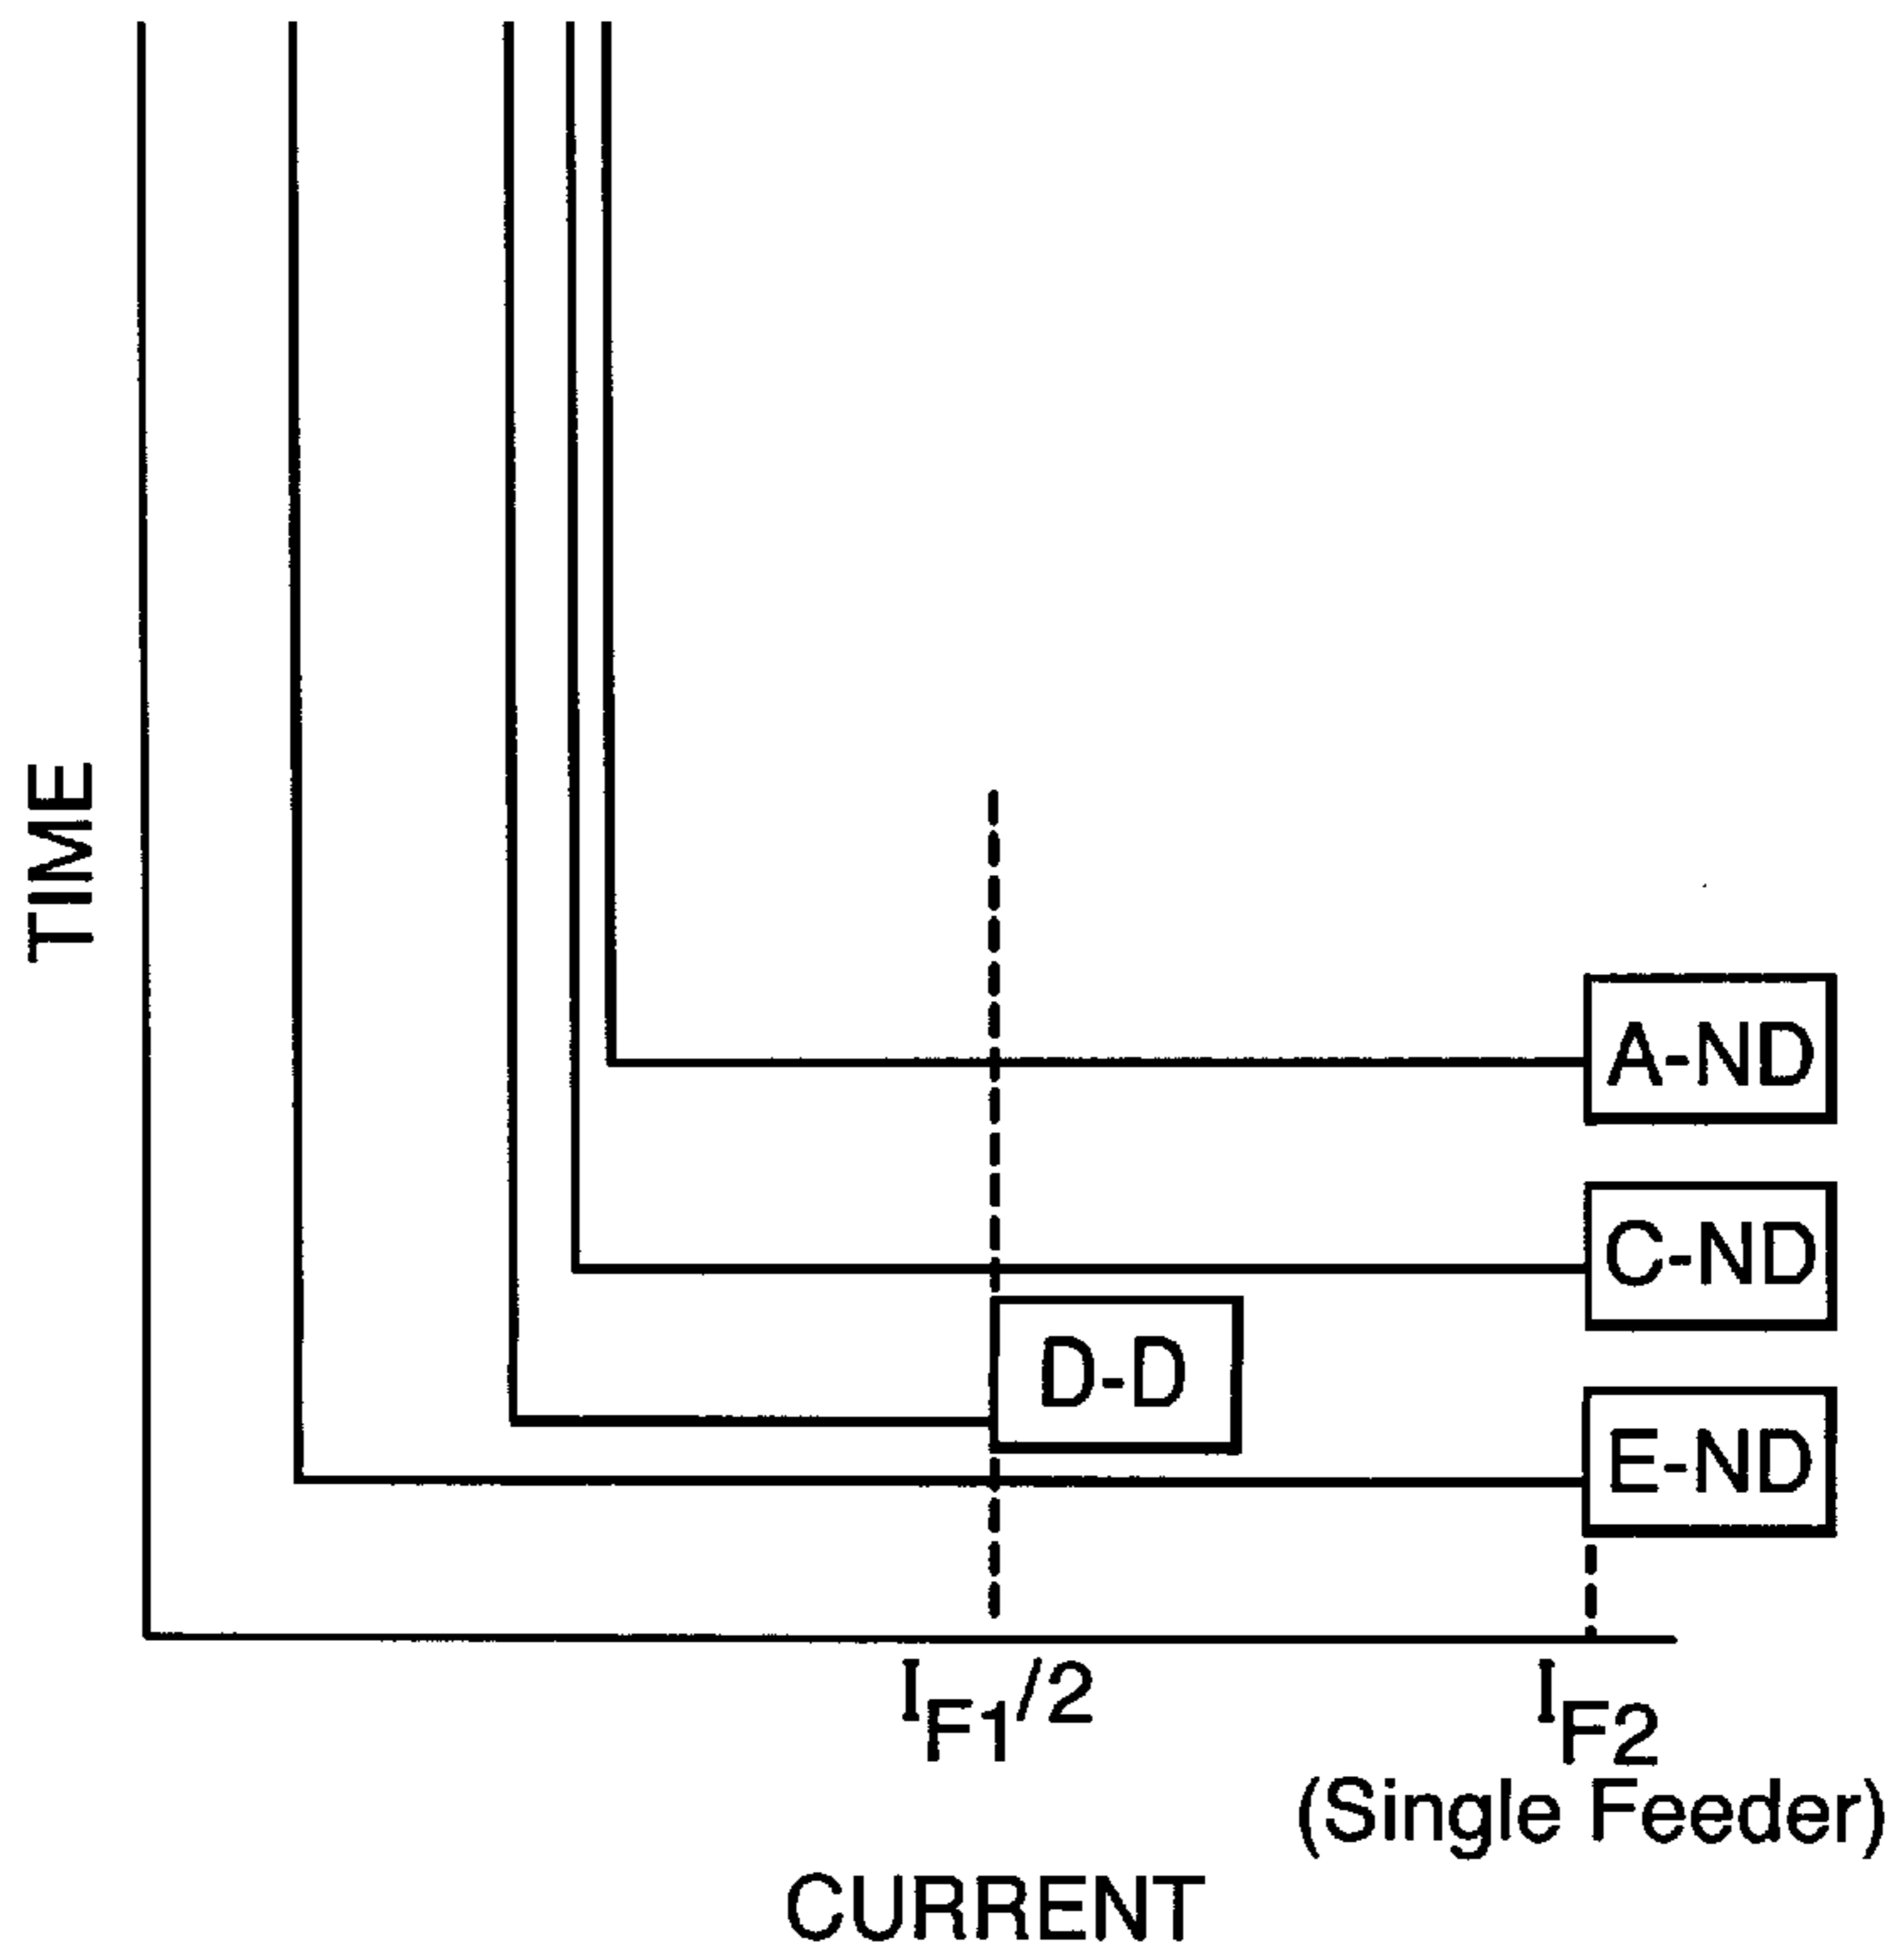 TIME
A-ND
C-ND
D-D
E-ND
IF1/2
IF2
(Single Feeder)
CURRENT